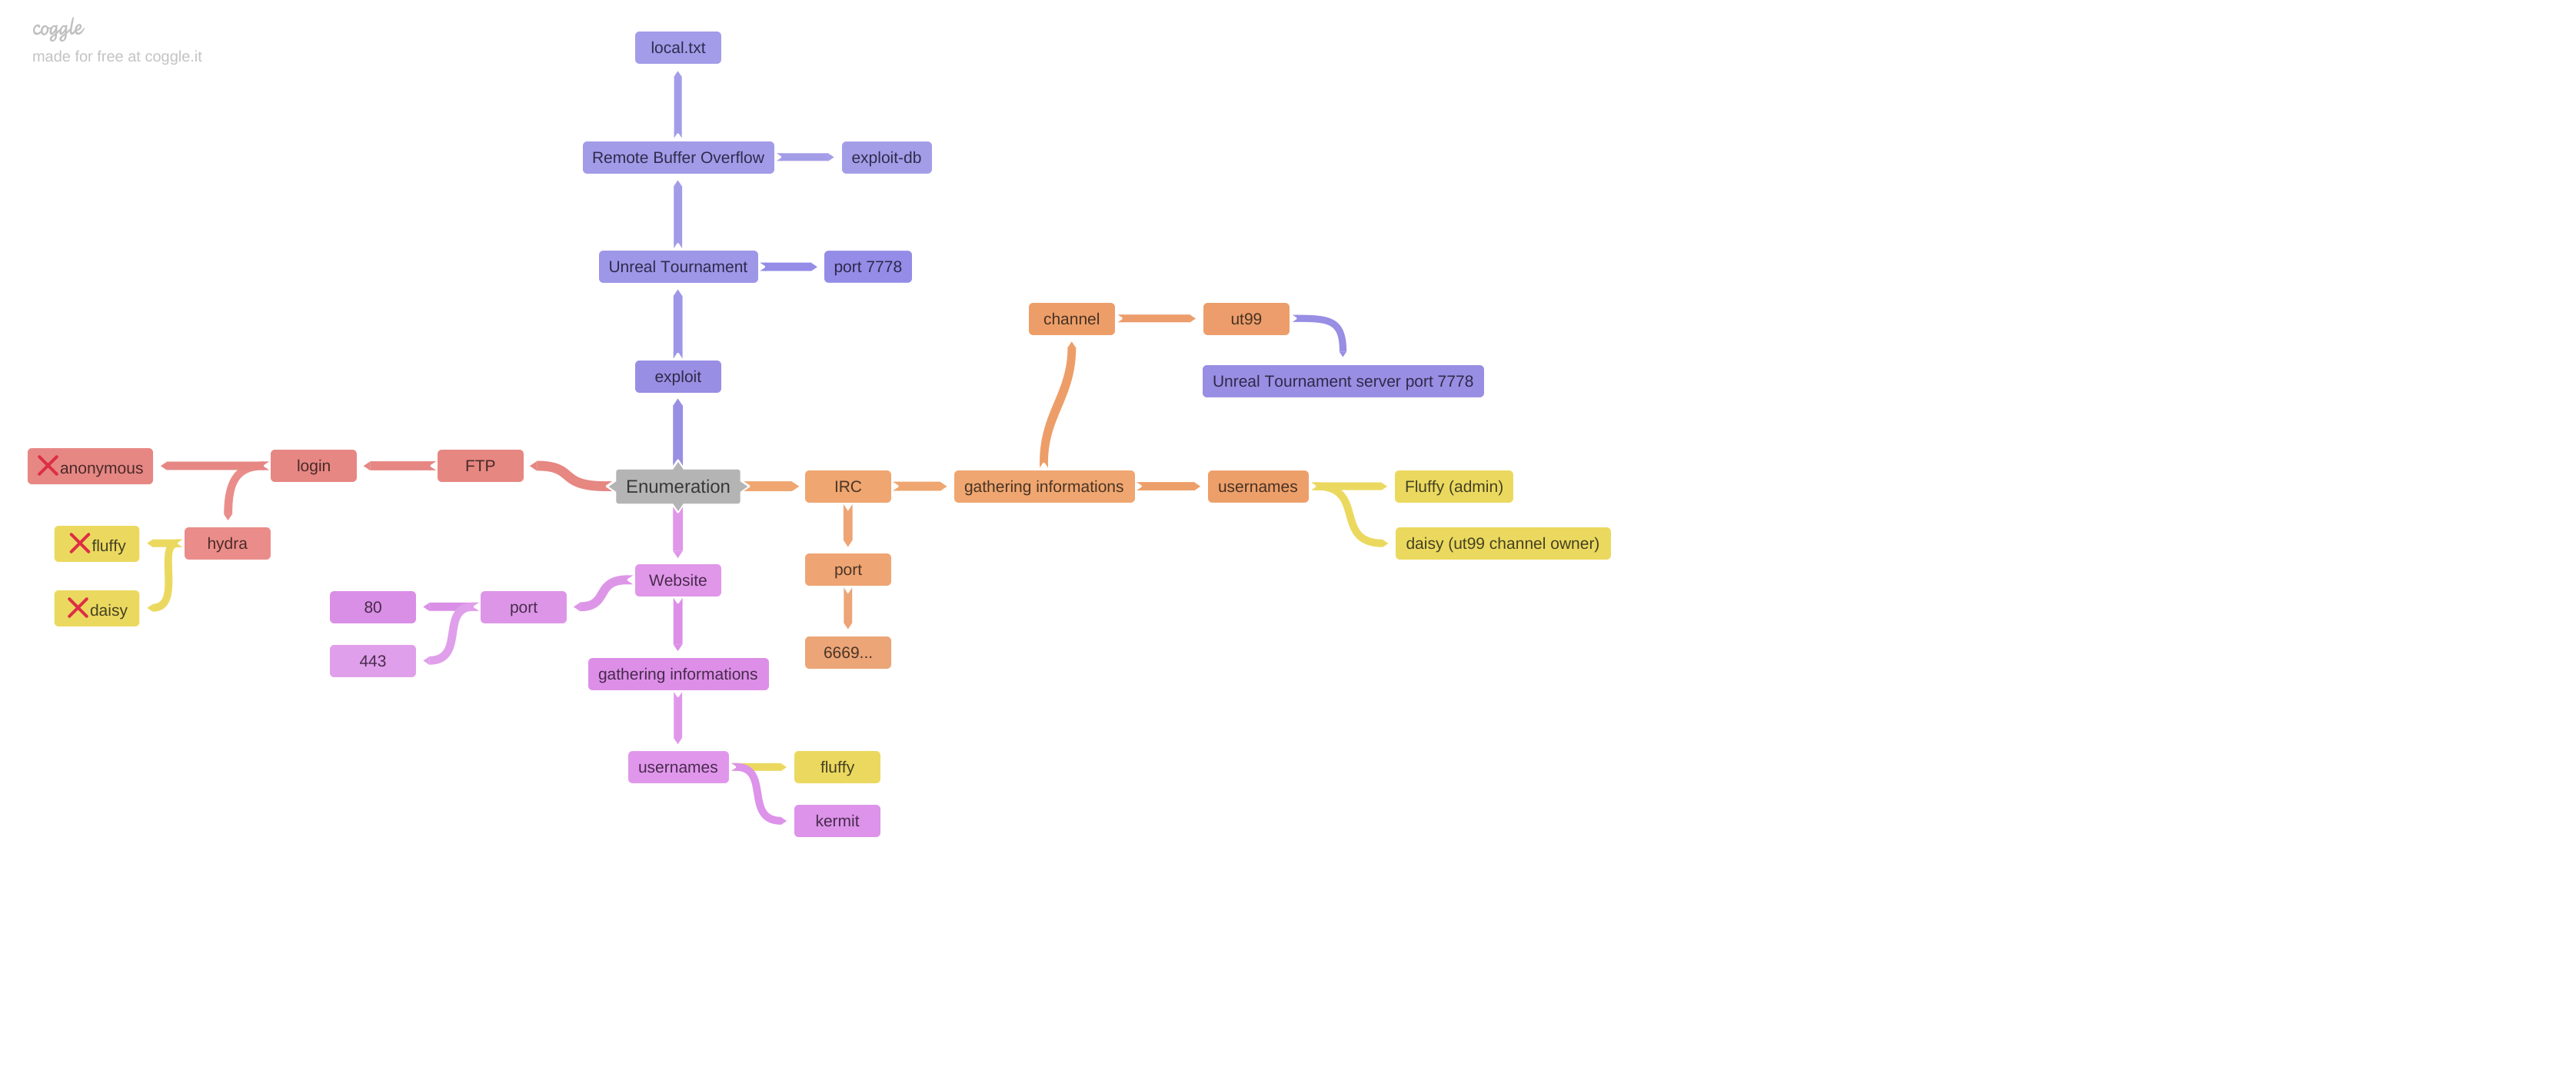 coggle
made for free at coggle.it
local.txt
Remote Buffer Overflow
exploit-db
Unreal Tournament
port 7778
channel
ut99
exploit
Unreal Tournament server port 7778
anonymous
login
FTP
Enumeration
IRC
gathering informations
usernames
Fluffy (admin)
fluffy
hydra
daisy (ut99 channel owner)
port
Website
daisy
80
port
443
6669...
gathering informations
usernames
fluffy
kermit